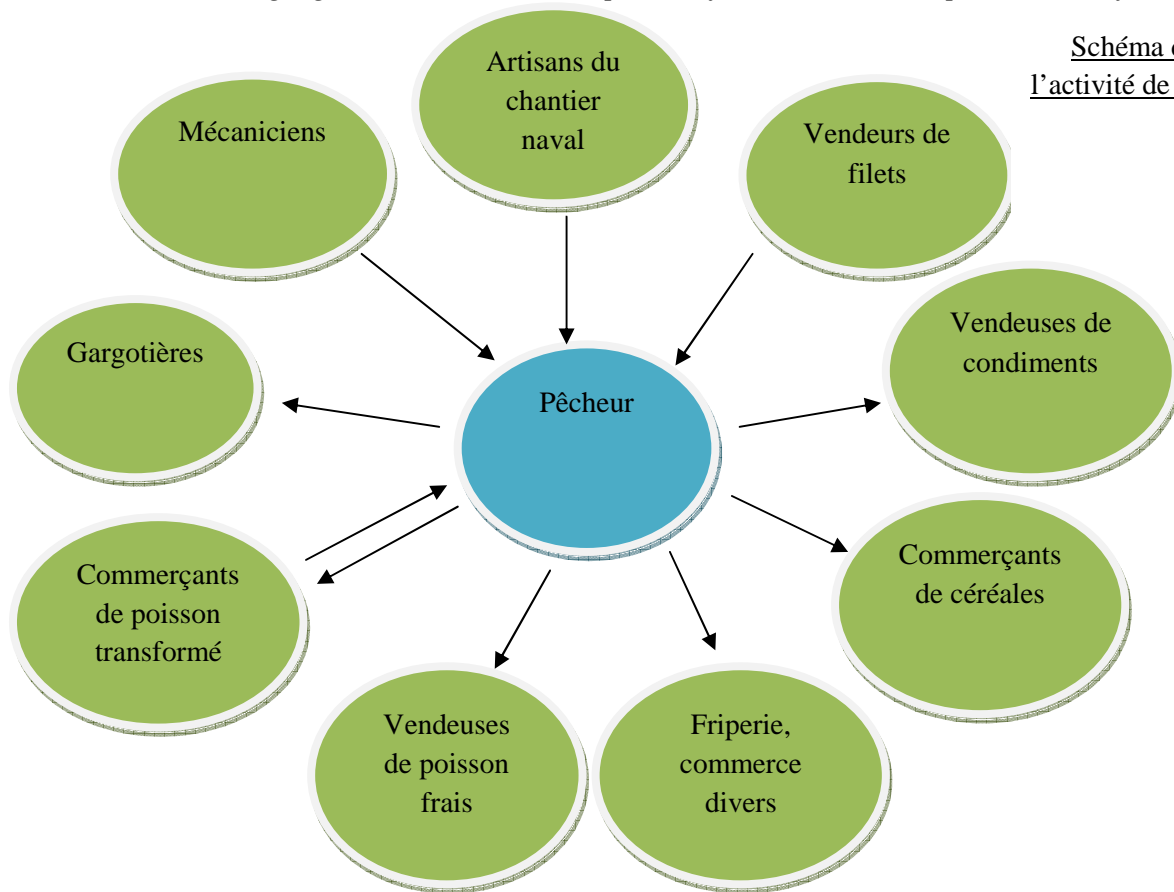 Schéma
l'activité de
Artisans du
chantier
naval
Mécaniciens
Vendeurs de
filets
Gargotières
Vendeuses de
condiments
Pêcheur
Commerçants
de poisson
transformé
Commerçants
de céréales
Vendeuses
de poisson
frais
Friperie,
commerce
divers